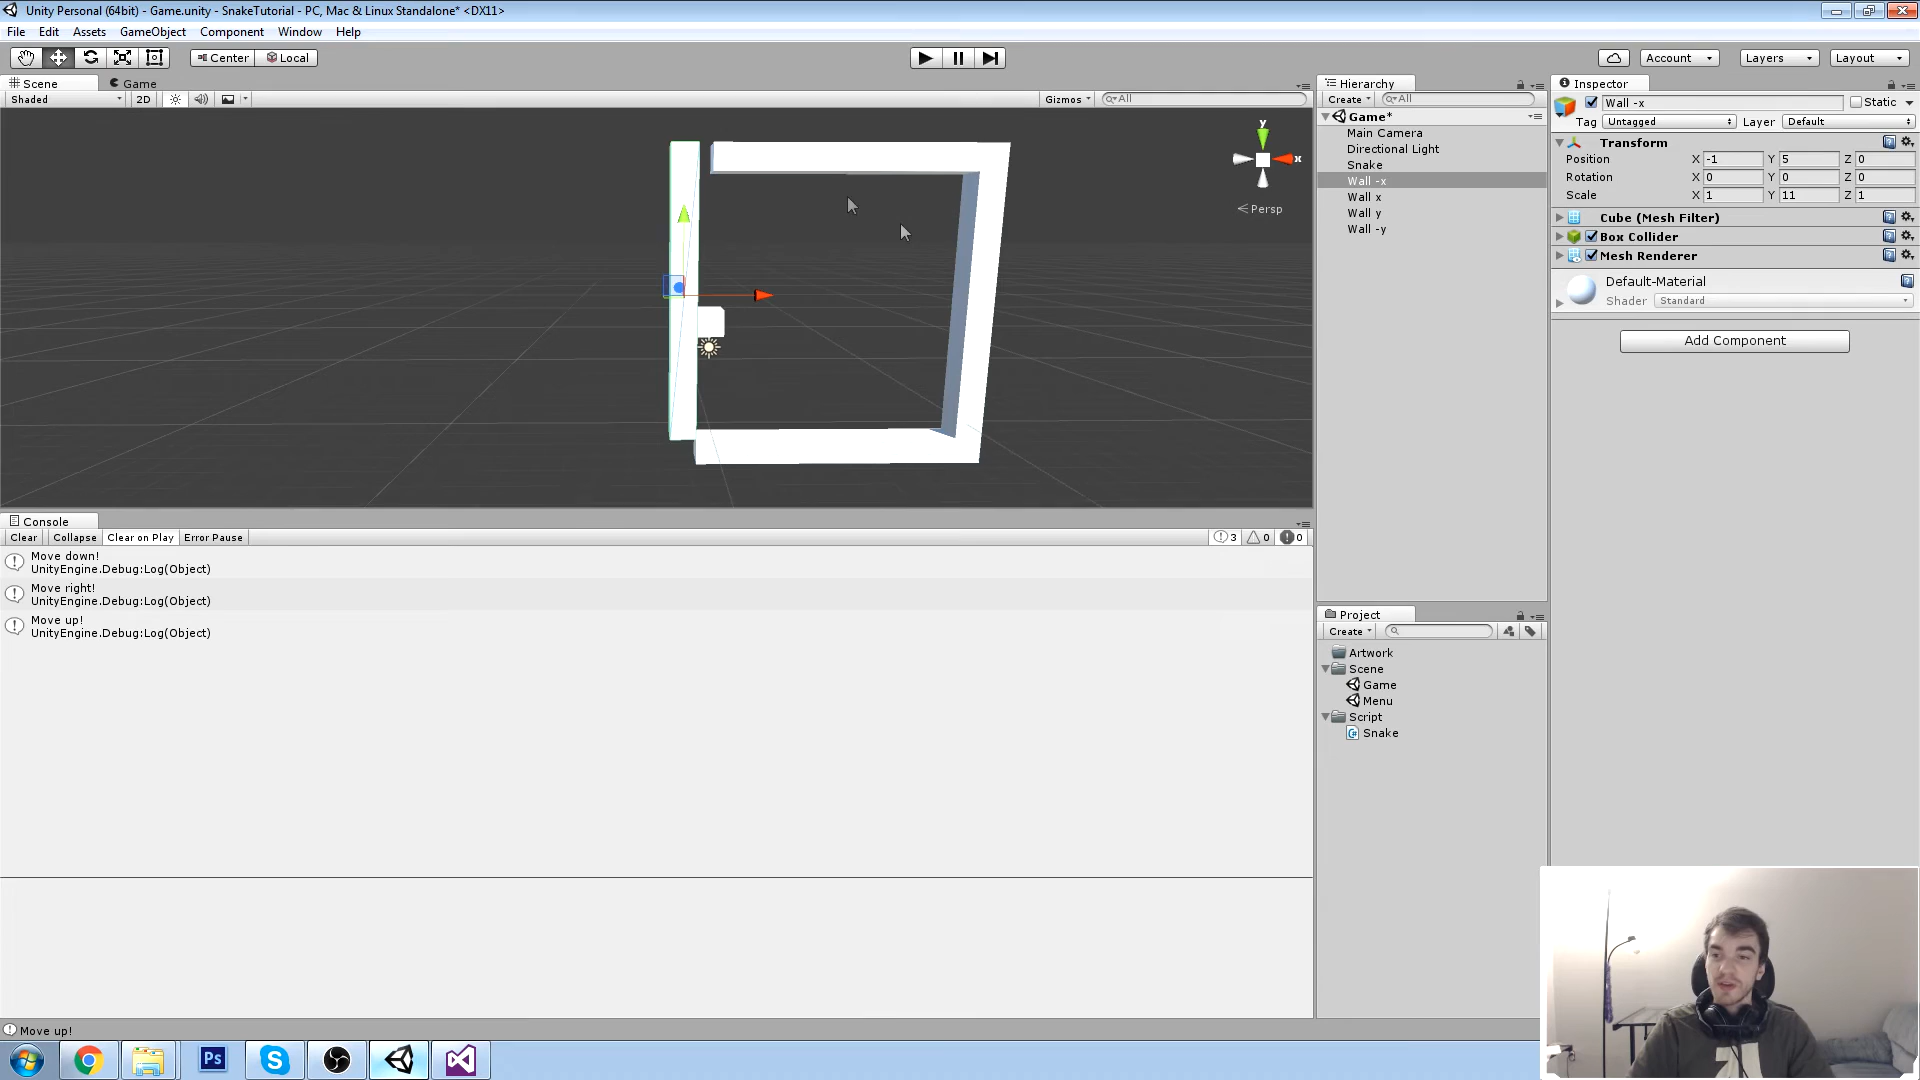 Unity Personal (64bit) - Game.unity - SnakeTutorial - PC, Mac & Linux Standalone* <DX11>
File Edit Assets GameObject Component Window Help
Center Local Account Layers Layout
Scene Game
Shaded 2D Gizmos All
y
x
Persp
Hierarchy
Create All
Game*
Main Camera
Directional Light
Snake
Wall -x
Wall x
Wall y
Wall -y
Inspector
Wall -x Static
Tag Untagged Layer Default
Transform
Position X -1 Y 5 Z 0
Rotation X 0 Y 0 Z 0
Scale X 1 Y 11 Z 1
Cube (Mesh Filter)
Box Collider
Mesh Renderer
Default-Material
Shader Standard
Add Component
Console
Clear Collapse Clear on Play Error Pause 3 0 0
Move down!
UnityEngine.Debug:Log(Object)
Move right!
UnityEngine.Debug:Log(Object)
Move up!
UnityEngine.Debug:Log(Object)
Project
Create
Artwork
Scene
Game
Menu
Script
Snake
Move up!
Ps